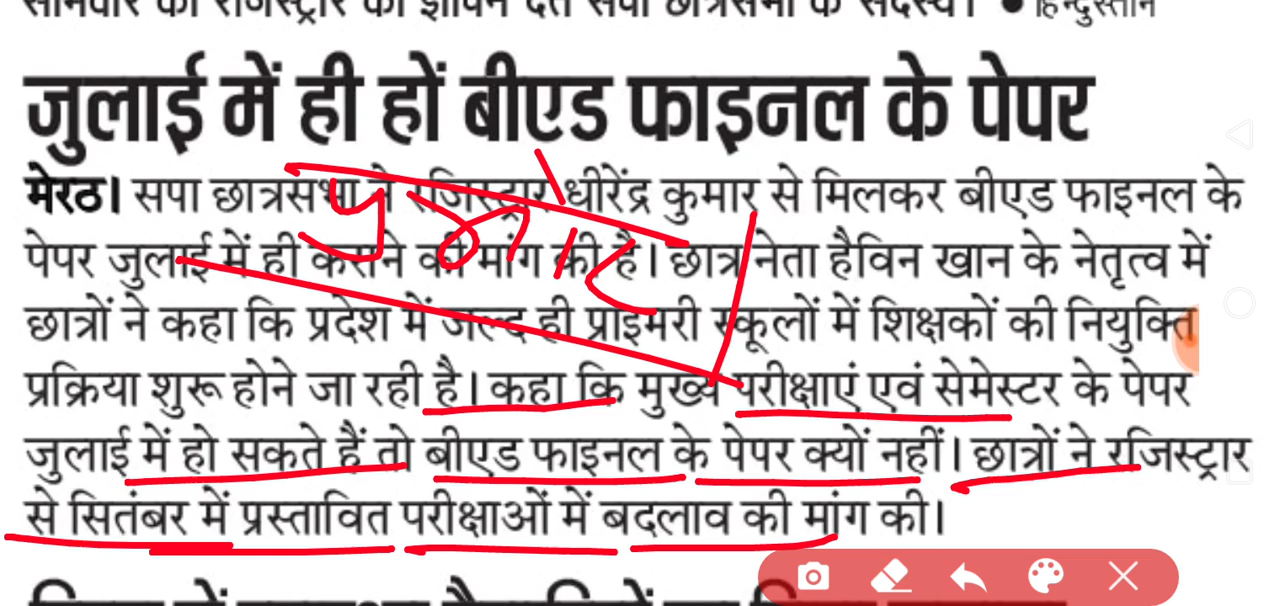 सोमवार को रजिस्ट्रार को ज्ञापन देते सपा छात्रसभा के सदस्य। ● हिन्दुस्तान
जुलाई में ही हों बीएड फाइनल के पेपर
मेरठ। सपा छात्रसभा ने रजिस्ट्रार धीरेंद्र कुमार से मिलकर बीएड फाइनल के
पेपर जुलाई में ही कराने की मांग की है। छात्र नेता हैविन खान के नेतृत्व में
छात्रों ने कहा कि प्रदेश में जल्द ही प्राइमरी स्कूलों में शिक्षकों की नियुक्ति
प्रक्रिया शुरू होने जा रही है। कहा कि मुख्य परीक्षाएं एवं सेमेस्टर के पेपर
जुलाई में हो सकते हैं तो बीएड फाइनल के पेपर क्यों नहीं। छात्रों ने रजिस्ट्रार
से सितंबर में प्रस्तावित परीक्षाओं में बदलाव की मांग की।